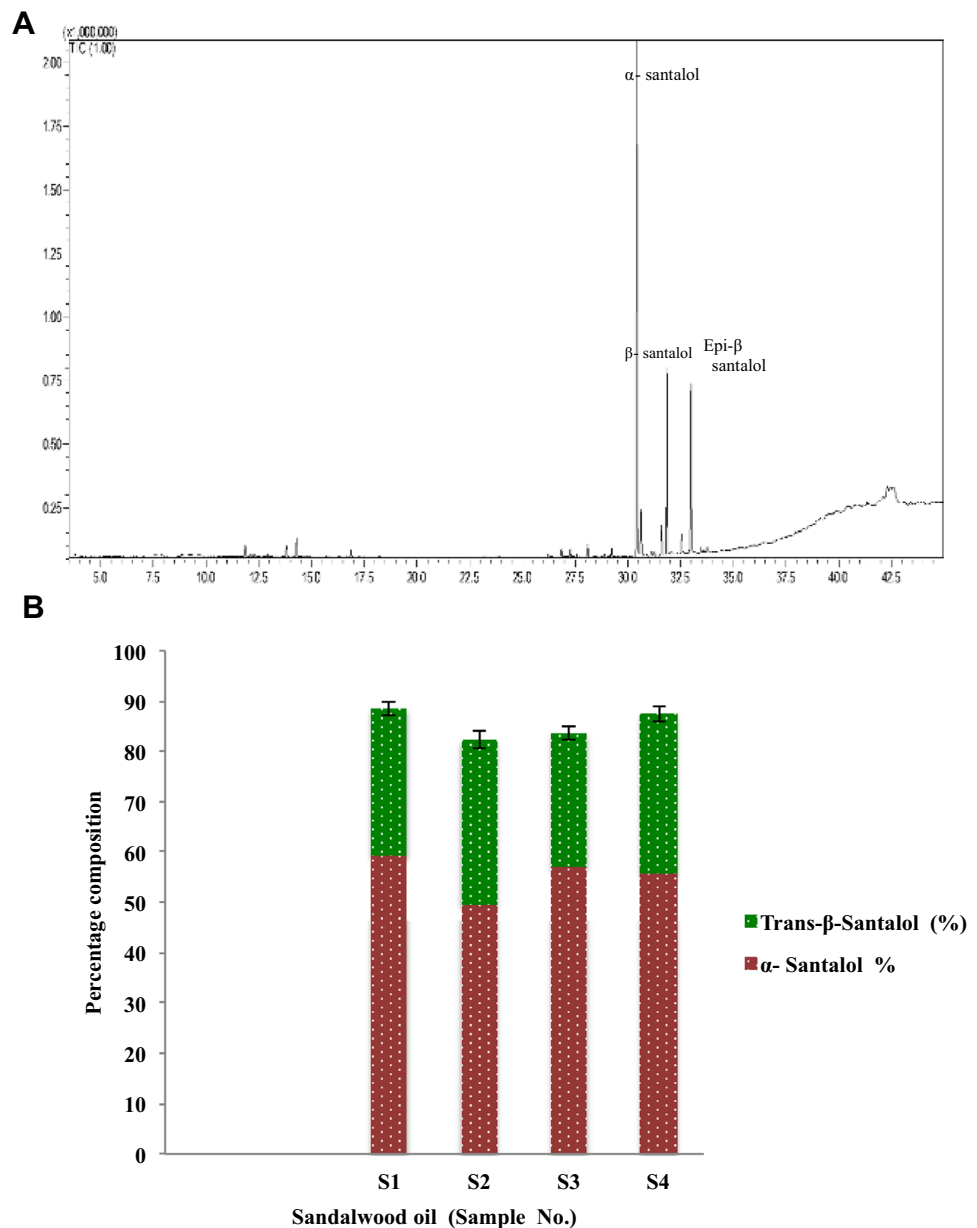 A
(x1,000,000)
TIC (1.00)
2.00
1.75
1.50
1.25
1.00
0.75
0.50
0.25
α- santalol
β- santalol
Epi-β
santalol
5.0 7.5 10.0 12.5 15.0 17.5 20.0 22.5 25.0 27.5 30.0 32.5 35.0 37.5 40.0 42.5
B
Percentage composition
100
90
80
70
60
50
40
30
20
10
0
Trans-β-Santalol (%)
α- Santalol %
S1 S2 S3 S4
Sandalwood oil (Sample No.)